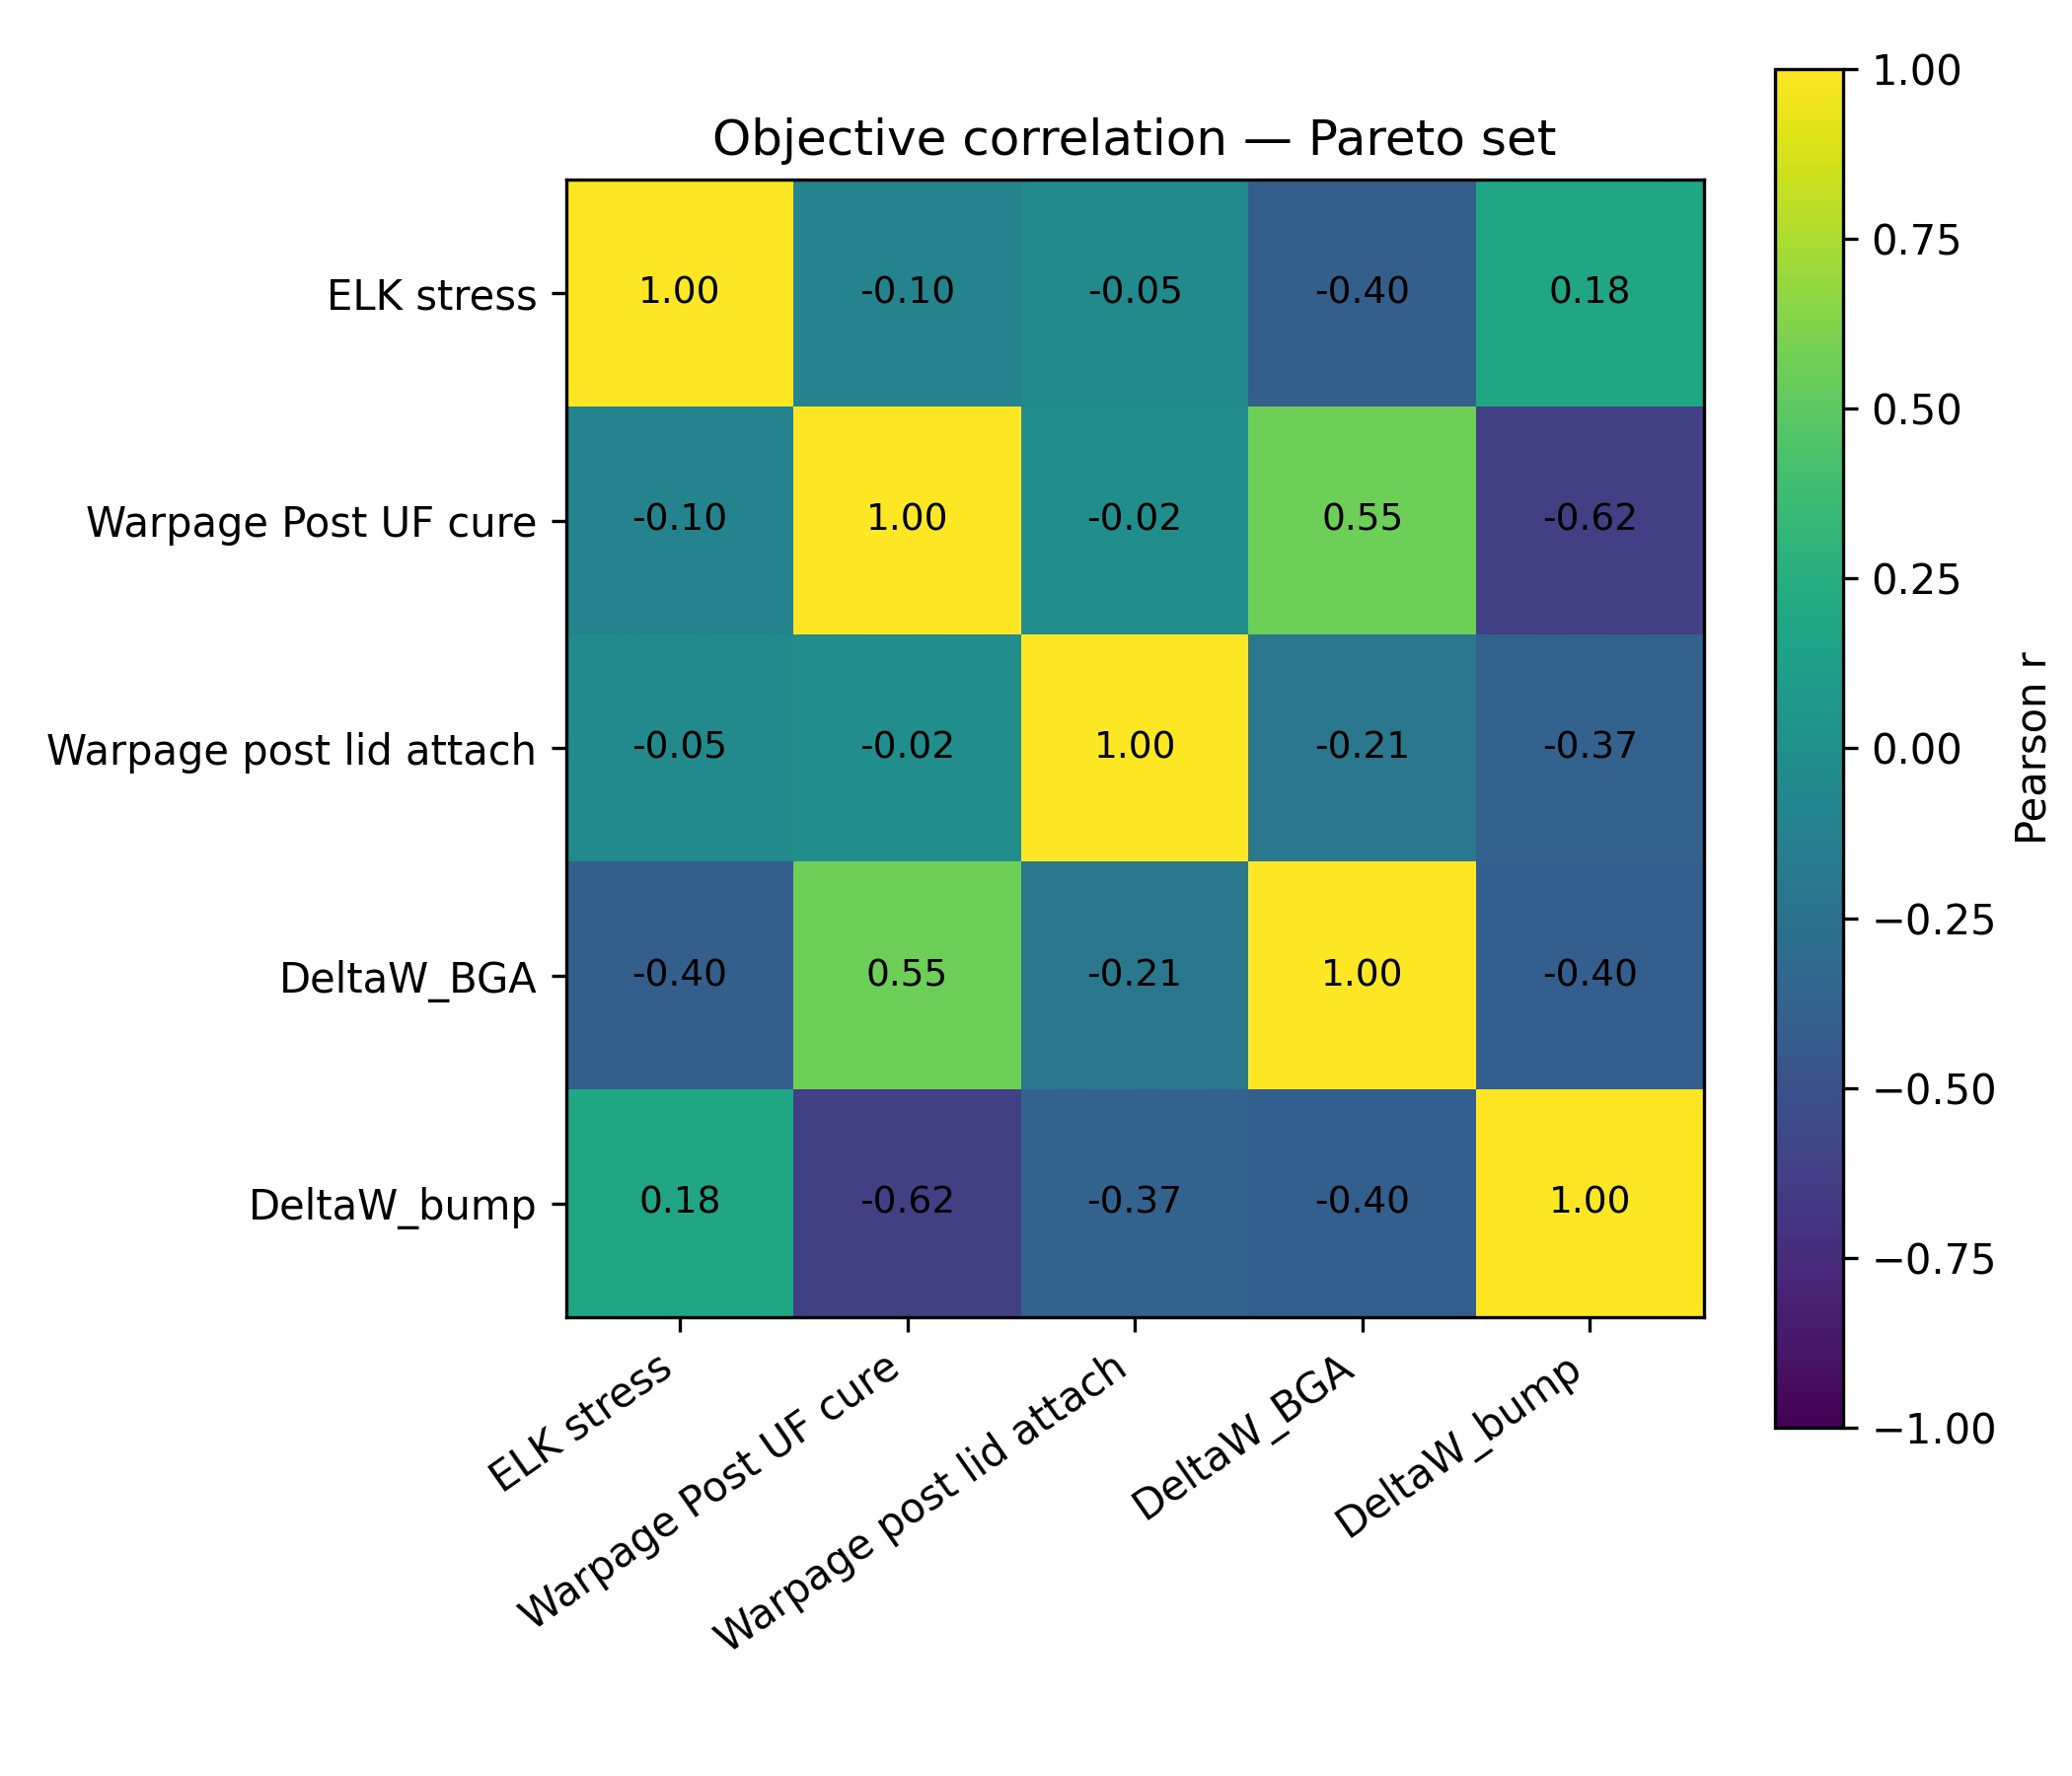 Objective correlation — Pareto set
ELK stress
1.00 -0.10 -0.05 -0.40 0.18
Warpage Post UF cure
-0.10 1.00 -0.02 0.55 -0.62
Warpage post lid attach
-0.05 -0.02 1.00 -0.21 -0.37
DeltaW_BGA
-0.40 0.55 -0.21 1.00 -0.40
DeltaW_bump
0.18 -0.62 -0.37 -0.40 1.00
ELK stress
Warpage Post UF cure
Warpage post lid attach
DeltaW_BGA
DeltaW_bump
1.00
0.75
0.50
0.25
0.00
−0.25
−0.50
−0.75
−1.00
Pearson r